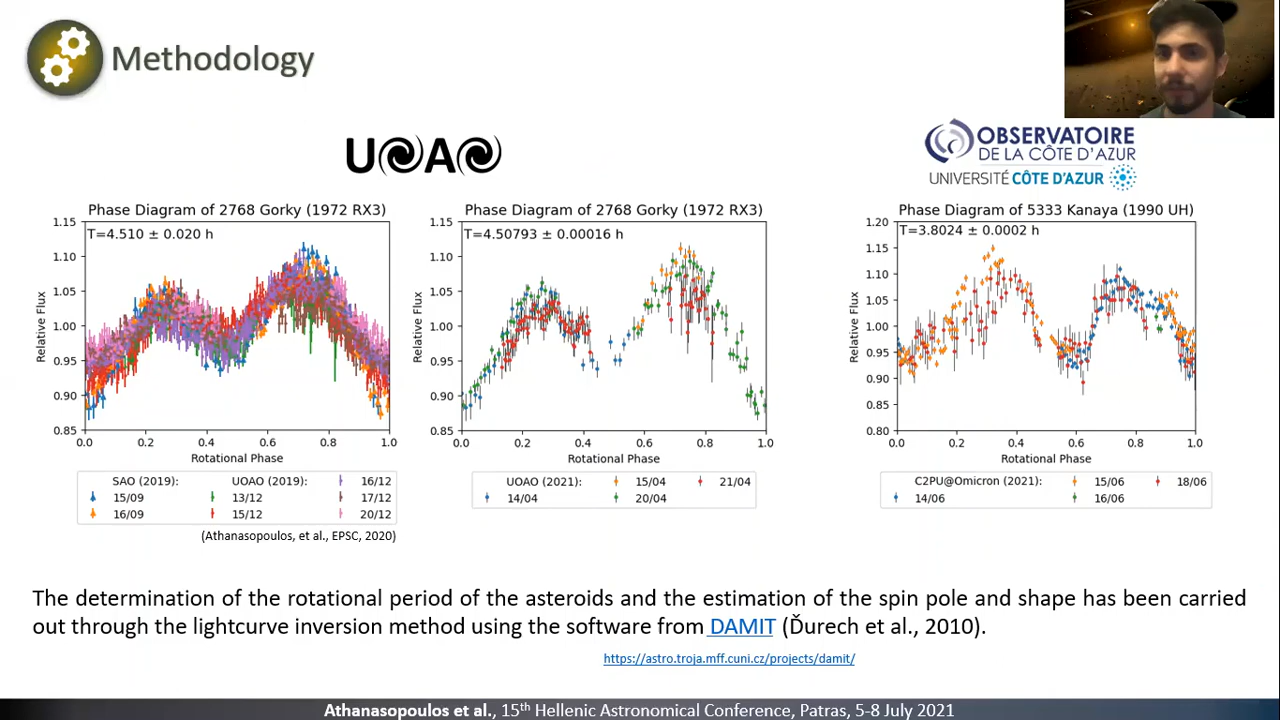 Methodology
UOAO
OBSERVATOIRE
DE LA CÔTE D'AZUR
UNIVERSITÉ CÔTE D'AZUR
Phase Diagram of 2768 Gorky (1972 RX3)
T=4.510 ± 0.020 h
1.15
1.10
1.05
1.00
0.95
0.90
0.85
Relative Flux
0.0 0.2 0.4 0.6 0.8 1.0
Rotational Phase
SAO (2019): UOAO (2019): 16/12
15/09 13/12 17/12
16/09 15/12 20/12
(Athanasopoulos, et al., EPSC, 2020)
Phase Diagram of 2768 Gorky (1972 RX3)
T=4.50793 ± 0.00016 h
1.15
1.10
1.05
1.00
0.95
0.90
0.85
Relative Flux
0.0 0.2 0.4 0.6 0.8 1.0
Rotational Phase
UOAO (2021): 15/04 21/04
14/04 20/04
Phase Diagram of 5333 Kanaya (1990 UH)
T=3.8024 ± 0.0002 h
1.20
1.15
1.10
1.05
1.00
0.95
0.90
0.85
0.80
Relative Flux
0.0 0.2 0.4 0.6 0.8 1.0
Rotational Phase
C2PU@Omicron (2021): 15/06 18/06
14/06 16/06
The determination of the rotational period of the asteroids and the estimation of the spin pole and shape has been carried
out through the lightcurve inversion method using the software from DAMIT (Ďurech et al., 2010).
https://astro.troja.mff.cuni.cz/projects/damit/
Athanasopoulos et al., 15th Hellenic Astronomical Conference, Patras, 5-8 July 2021